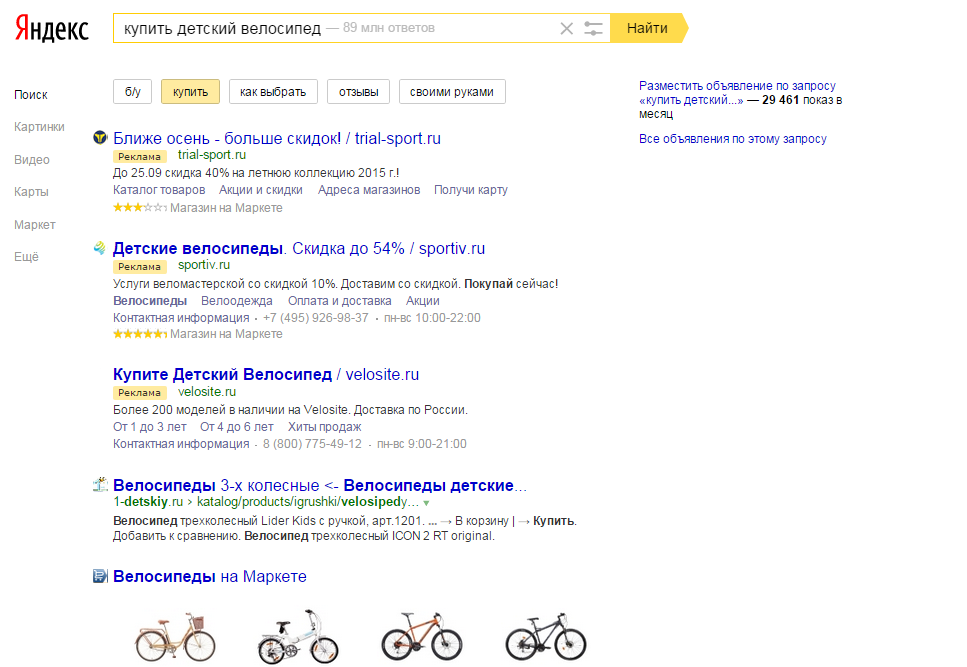 Яндекс
купить детский велосипед — 89 млн ответов
Найти
Поиск
Картинки
Видео
Карты
Маркет
Ещё
б/у купить как выбрать отзывы своими руками
Ближе осень - больше скидок! / trial-sport.ru
Реклама trial-sport.ru
До 25.09 скидка 40% на летнюю коллекцию 2015 г.!
Каталог товаров Акции и скидки Адреса магазинов Получи карту
Магазин на Маркете
Детские велосипеды. Скидка до 54% / sportiv.ru
Реклама sportiv.ru
Услуги веломастерской со скидкой 10%. Доставим со скидкой. Покупай сейчас!
Велосипеды Велоодежда Оплата и доставка Акции
Контактная информация · +7 (495) 926-98-37 · пн-вс 10:00-22:00
Магазин на Маркете
Купите Детский Велосипед / velosite.ru
Реклама velosite.ru
Более 200 моделей в наличии на Velosite. Доставка по России.
От 1 до 3 лет От 4 до 6 лет Хиты продаж
Контактная информация · 8 (800) 775-49-12 · пн-вс 9:00-21:00
Велосипеды 3-х колесные <- Велосипеды детские...
1-detskiy.ru › katalog/products/igrushki/velosipedy...
Велосипед трехколесный Lider Kids с ручкой, арт.1201. ... → В корзину | → Купить.
Добавить к сравнению. Велосипед трехколесный ICON 2 RT original.
Велосипеды на Маркете
Разместить объявление по запросу
«купить детский...» — 29 461 показ в
месяц
Все объявления по этому запросу